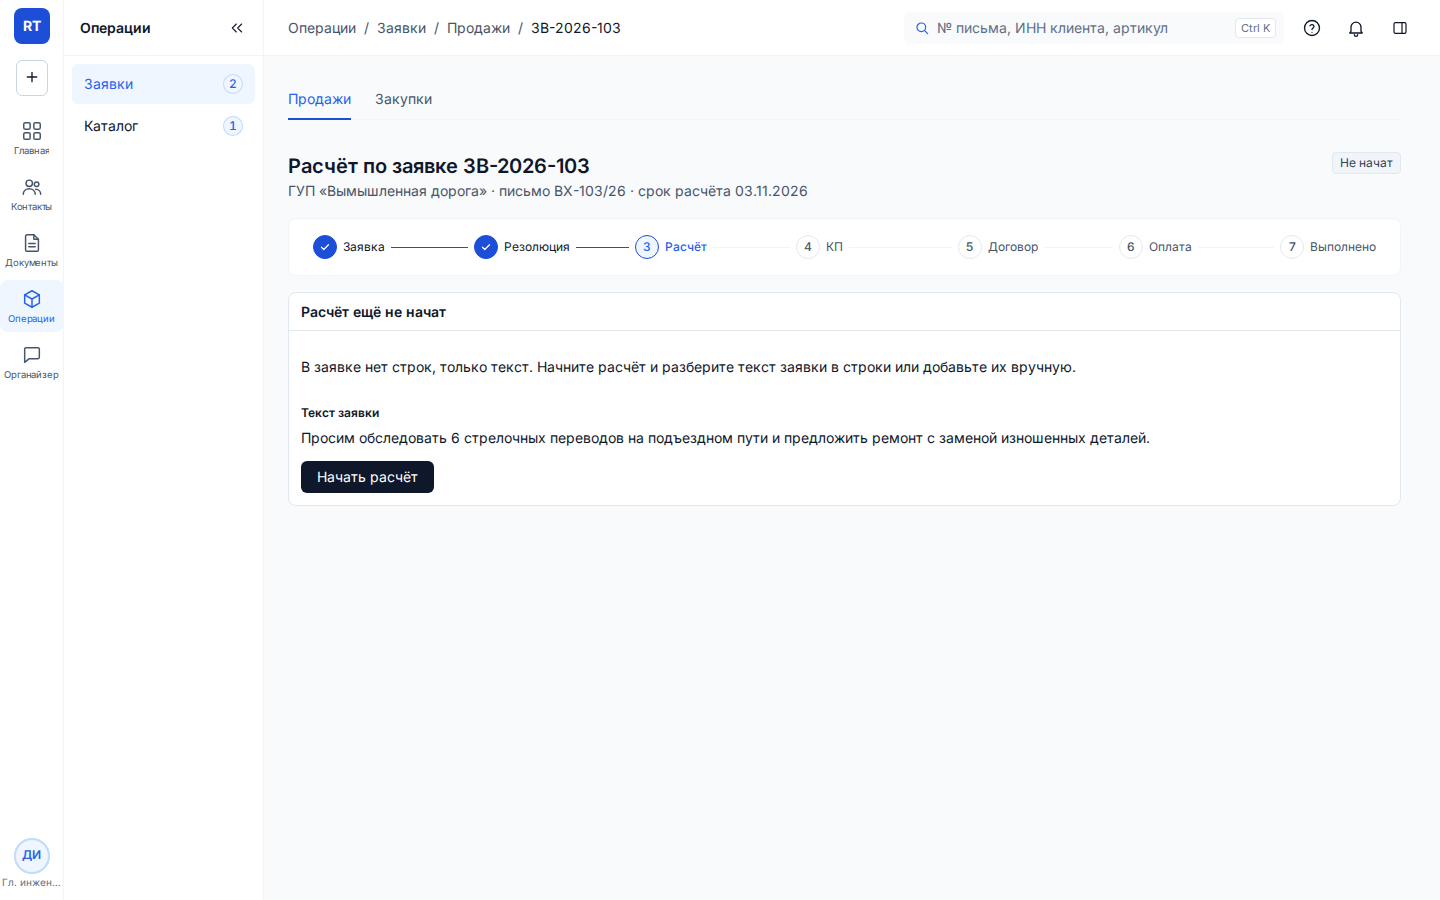 RT
Операции
Операции / Заявки / Продажи / ЗВ-2026-103
№ письма, ИНН клиента, артикул
Ctrl K
Главная
Контакты
Документы
Операции
Органайзер
Заявки 2
Каталог 1
Продажи Закупки
Расчёт по заявке ЗВ-2026-103
Не начат
ГУП «Вымышленная дорога» · письмо ВХ-103/26 · срок расчёта 03.11.2026
Заявка Резолюция 3 Расчёт 4 КП 5 Договор 6 Оплата 7 Выполнено
Расчёт ещё не начат
В заявке нет строк, только текст. Начните расчёт и разберите текст заявки в строки или добавьте их вручную.
Текст заявки
Просим обследовать 6 стрелочных переводов на подъездном пути и предложить ремонт с заменой изношенных деталей.
Начать расчёт
ДИ
Гл. инжен...